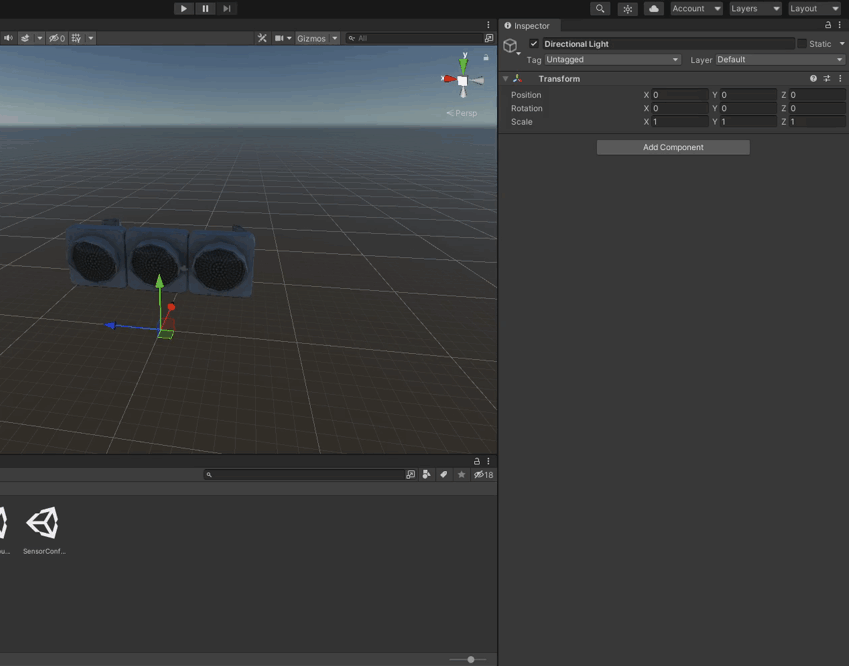 Account Layers Layout
Inspector
Gizmos All
Directional Light Static
Tag Untagged Layer Default
Transform
Position X 0 Y 0 Z 0
Rotation X 0 Y 0 Z 0
Scale X 1 Y 1 Z 1
Add Component
y
x
Persp
0
18
ou... SensorConf...